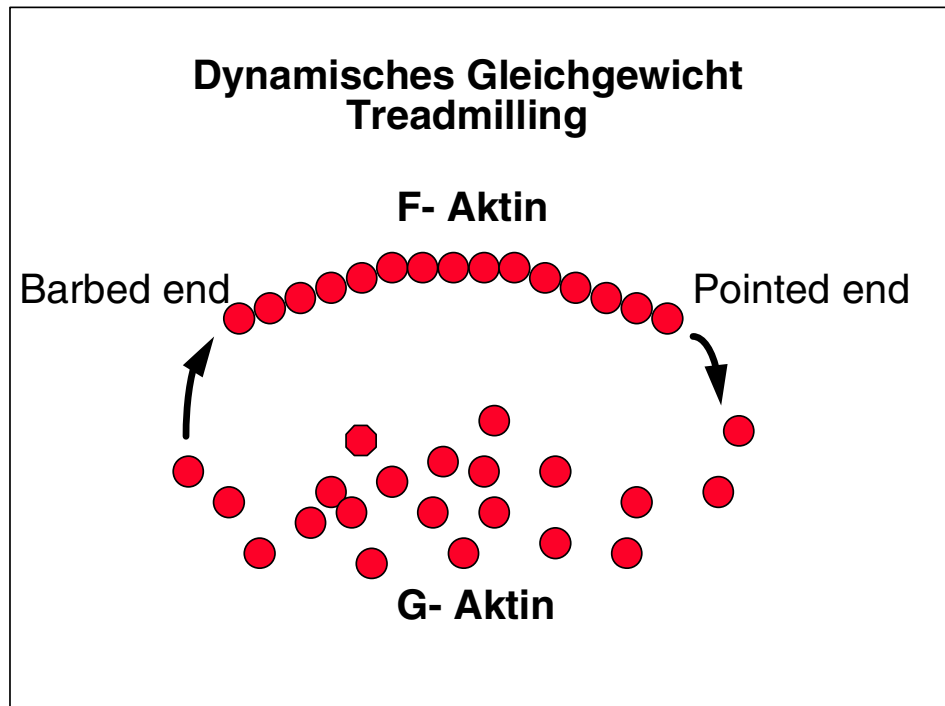 Dynamisches Gleichgewicht
Treadmilling
F- Aktin
Barbed end
Pointed end
G- Aktin